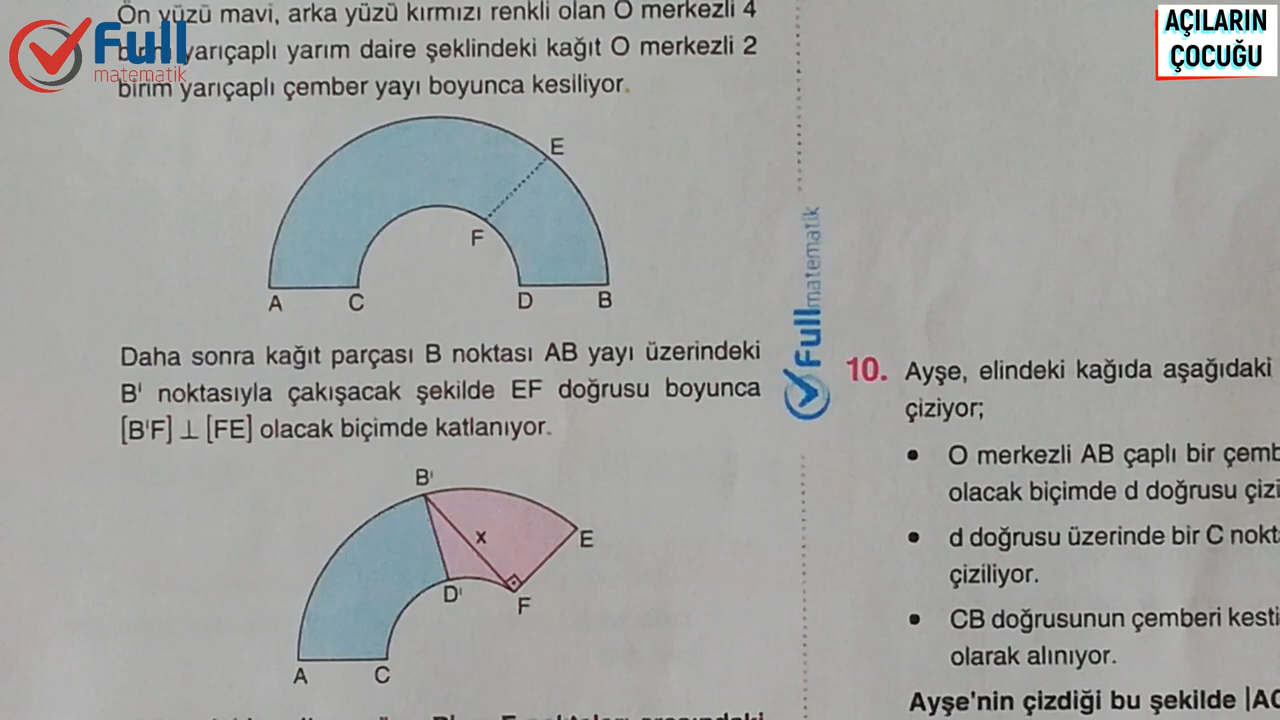 Ön yüzü mavi, arka yüzü kırmızı renkli olan O merkezli 4
birim yarıçaplı yarım daire şeklindeki kağıt O merkezli 2
birim yarıçaplı çember yayı boyunca kesiliyor.
Full
matematik
AÇILARIN
ÇOCUĞU
E
F
A
C
D
B
Daha sonra kağıt parçası B noktası AB yayı üzerindeki
B' noktasıyla çakışacak şekilde EF doğrusu boyunca
[B'F] ⊥ [FE] olacak biçimde katlanıyor.
B'
x
E
D'
F
A
C
Fullmatematik
10. Ayşe, elindeki kağıda aşağıdaki
çiziyor;
• O merkezli AB çaplı bir çemb
olacak biçimde d doğrusu çizi
• d doğrusu üzerinde bir C nokt
çiziliyor.
• CB doğrusunun çemberi kesti
olarak alınıyor.
Ayşe'nin çizdiği bu şekilde |AC